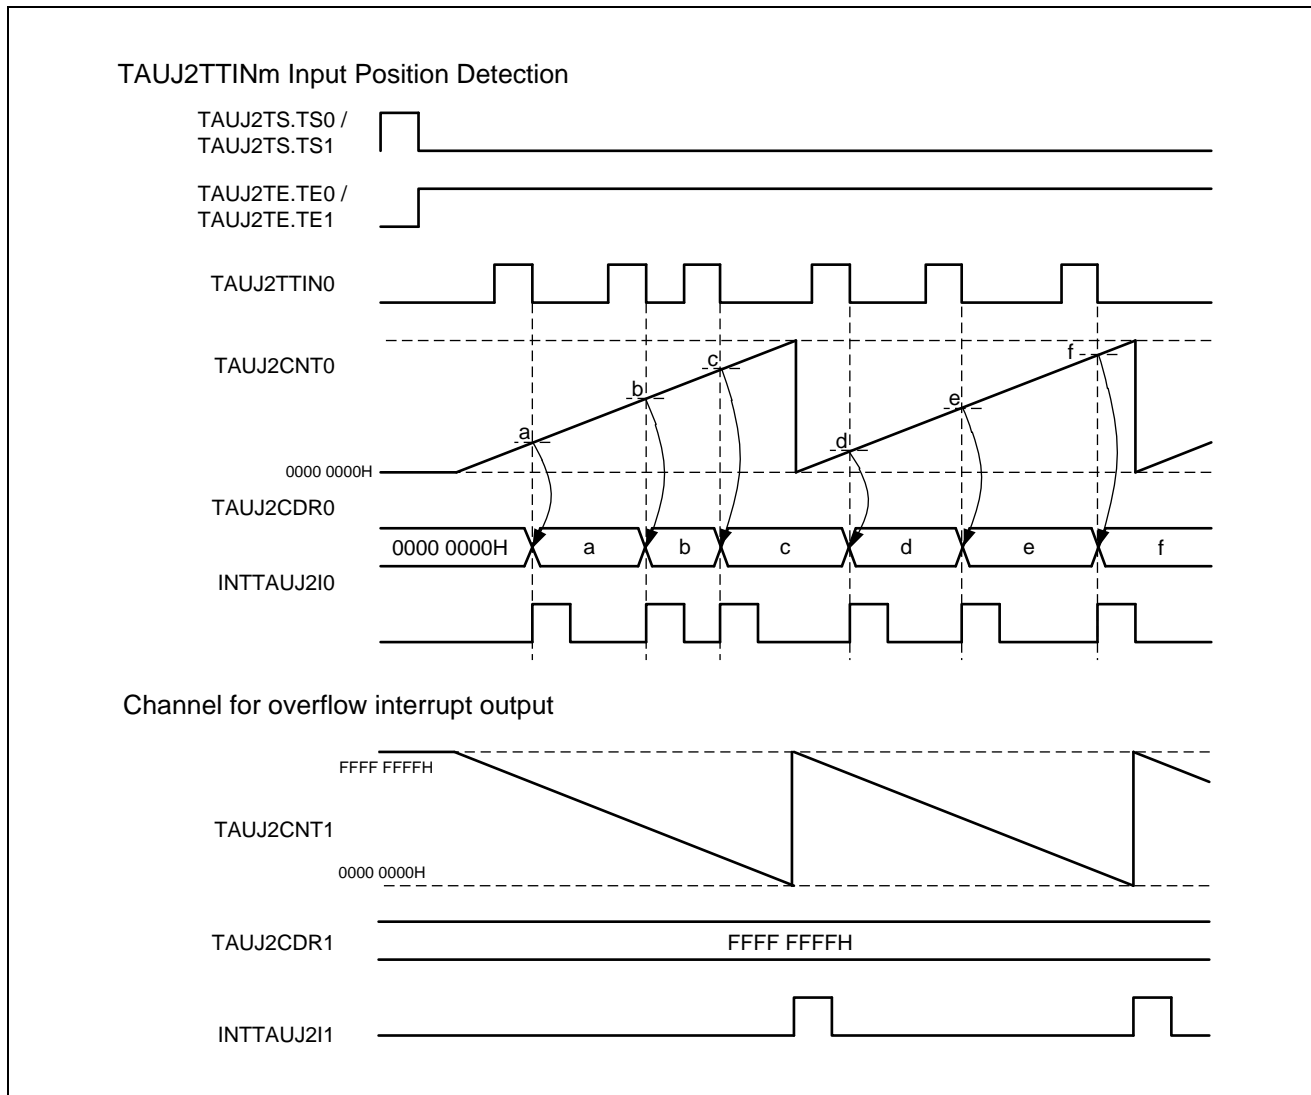 TAUJ2TTINm Input Position Detection
TAUJ2TS.TS0 /
TAUJ2TS.TS1
TAUJ2TE.TE0 /
TAUJ2TE.TE1
TAUJ2TTIN0
TAUJ2CNT0
a
b
c
d
e
f
0000 0000H
TAUJ2CDR0
0000 0000H a b c d e f
INTTAUJ2I0
Channel for overflow interrupt output
FFFF FFFFH
TAUJ2CNT1
0000 0000H
TAUJ2CDR1
FFFF FFFFH
INTTAUJ2I1